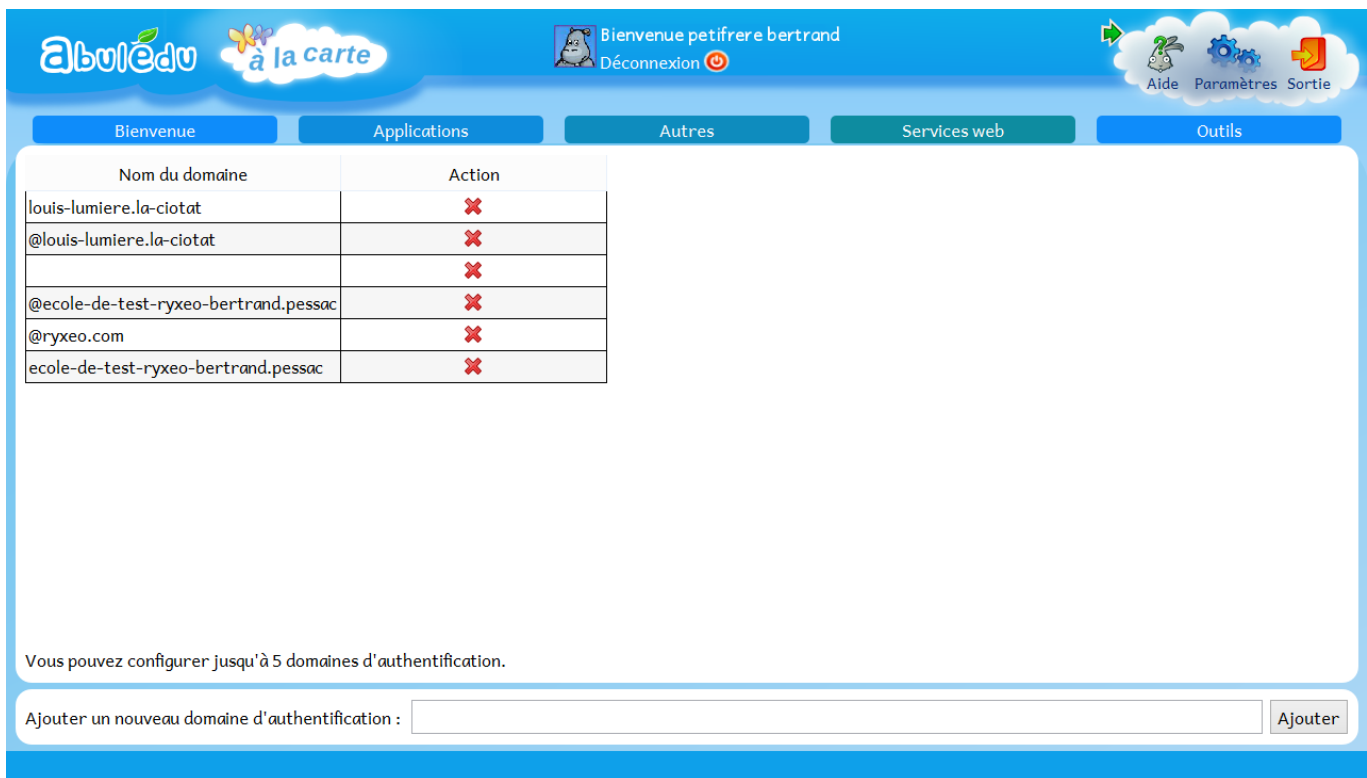 abulédu à la carte
Bienvenue petifrere bertrand
Déconnexion
Aide Paramètres Sortie
Bienvenue Applications Autres Services web Outils
Nom du domaine Action
louis-lumiere.la-ciotat
@louis-lumiere.la-ciotat
@ecole-de-test-ryxeo-bertrand.pessac
@ryxeo.com
ecole-de-test-ryxeo-bertrand.pessac
Vous pouvez configurer jusqu'à 5 domaines d'authentification.
Ajouter un nouveau domaine d'authentification : Ajouter